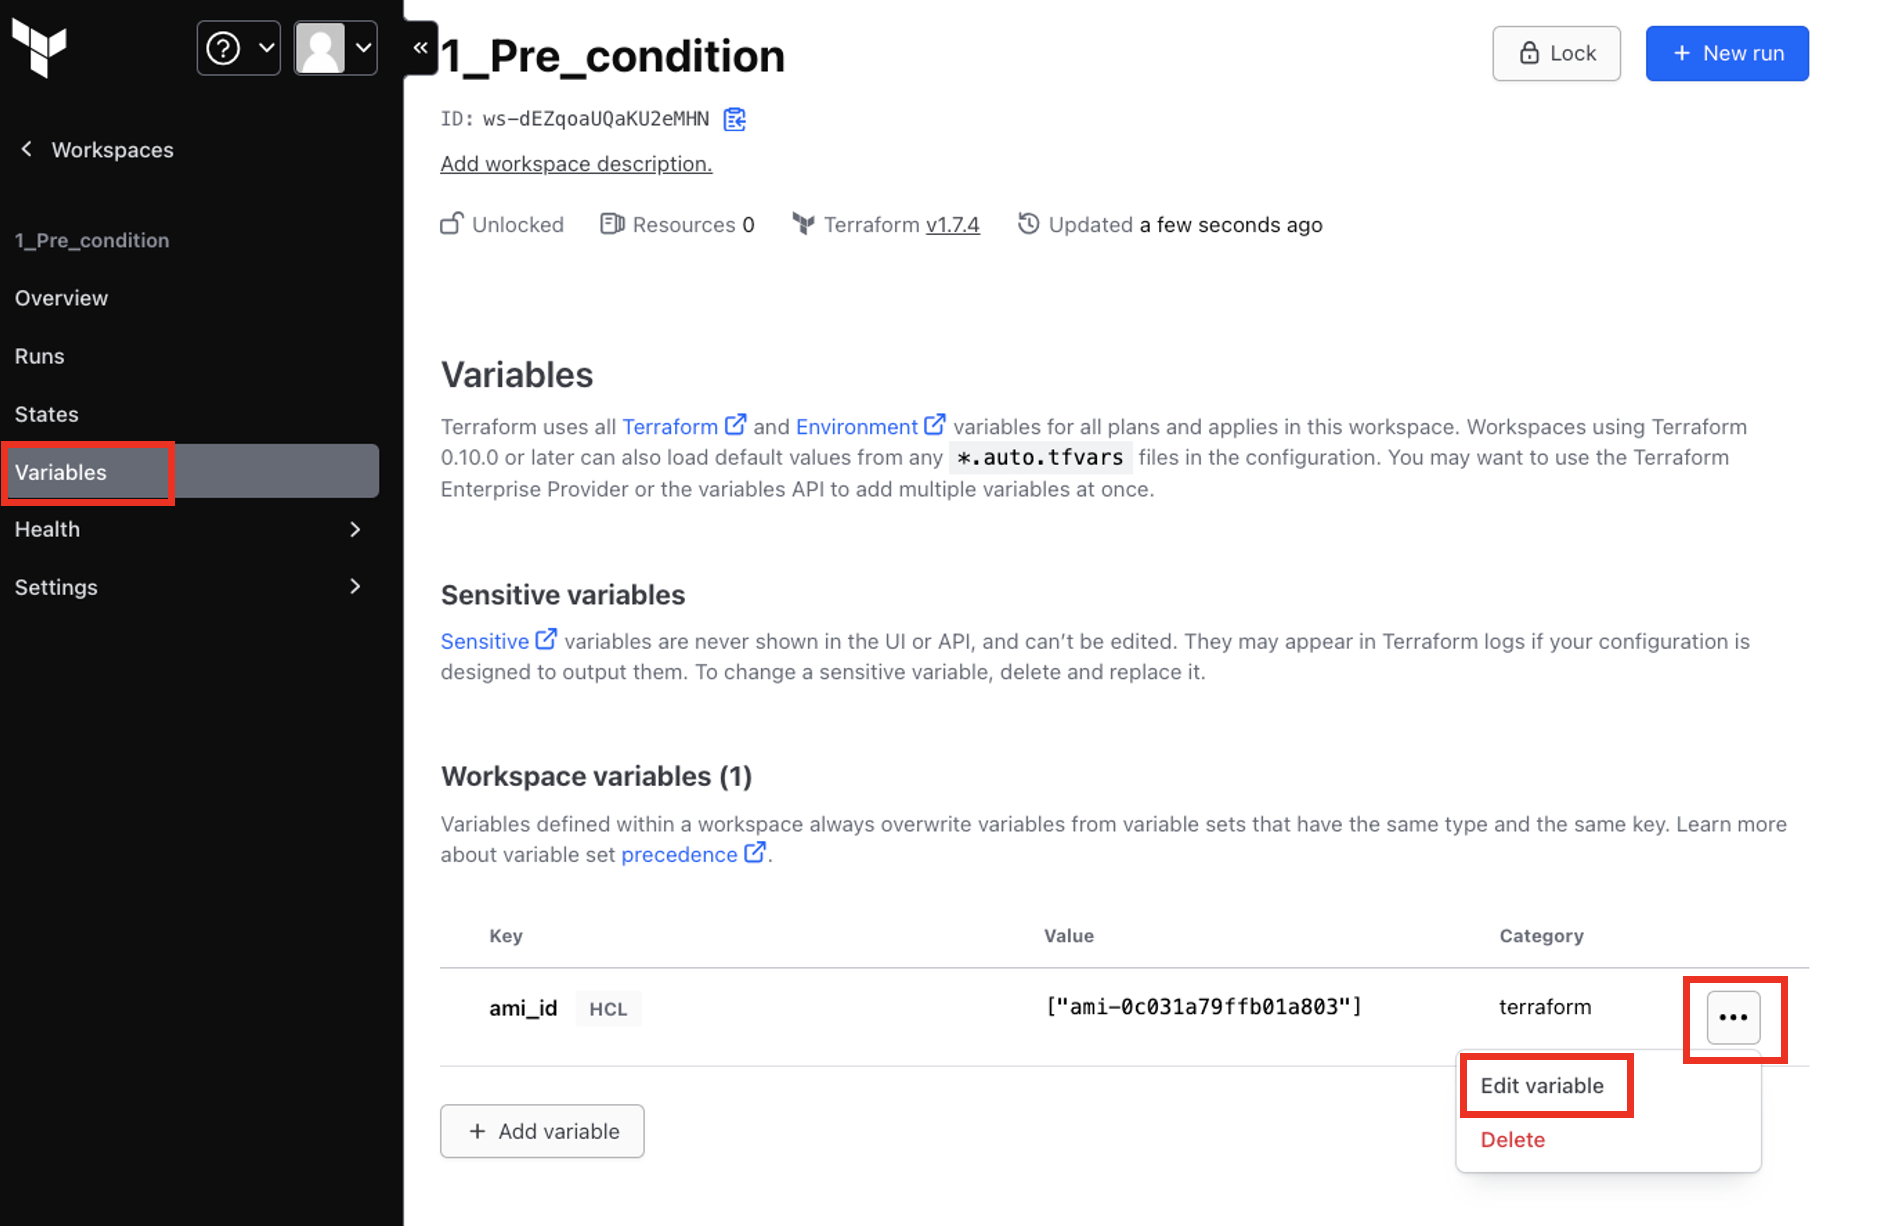 Workspaces
1_Pre_condition
Overview
Runs
States
Variables
Health
Settings
1_Pre_condition
Lock
+ New run
ID: ws-dEZqoaUQaKU2eMHN
Add workspace description.
Unlocked Resources 0 Terraform v1.7.4 Updated a few seconds ago
Variables
Terraform uses all Terraform and Environment variables for all plans and applies in this workspace. Workspaces using Terraform
0.10.0 or later can also load default values from any *.auto.tfvars files in the configuration. You may want to use the Terraform
Enterprise Provider or the variables API to add multiple variables at once.
Sensitive variables
Sensitive variables are never shown in the UI or API, and can’t be edited. They may appear in Terraform logs if your configuration is
designed to output them. To change a sensitive variable, delete and replace it.
Workspace variables (1)
Variables defined within a workspace always overwrite variables from variable sets that have the same type and the same key. Learn more
about variable set precedence.
Key Value Category
ami_id HCL ["ami-0c031a79ffb01a803"] terraform
Edit variable
Delete
+ Add variable